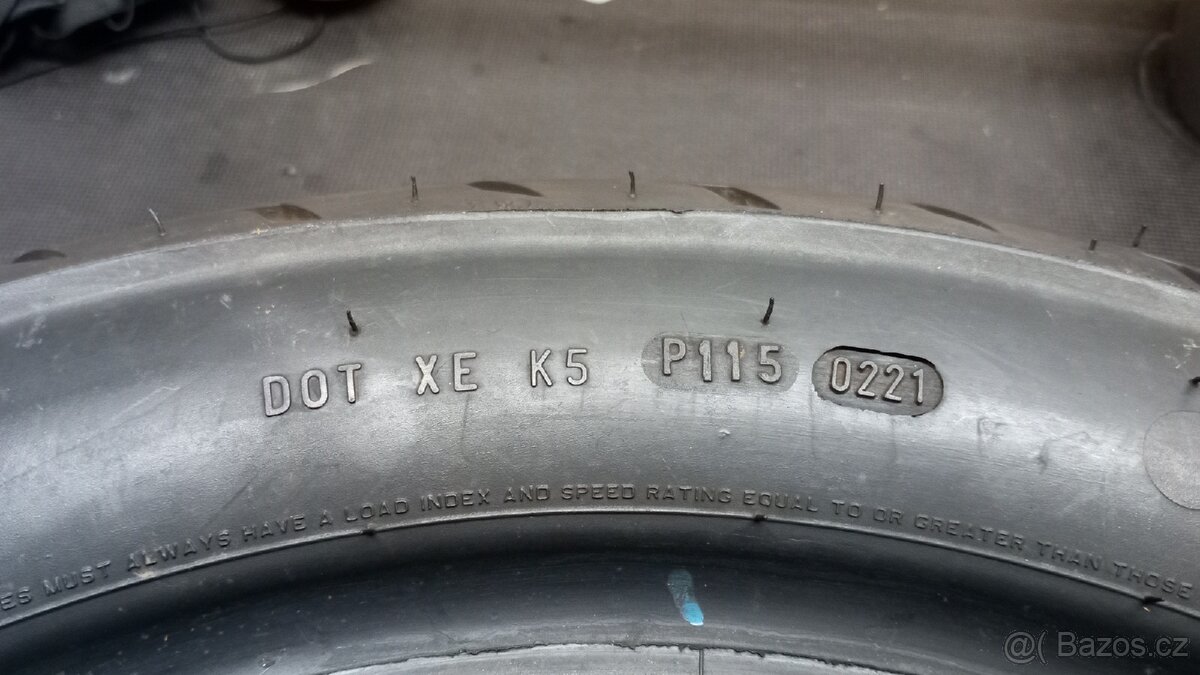 DOT XE K5 P115 0221
ES MUST ALWAYS HAVE A LOAD INDEX AND SPEED RATING EQUAL TO OR GREATER THAN THOSE
@( Bazos.cz